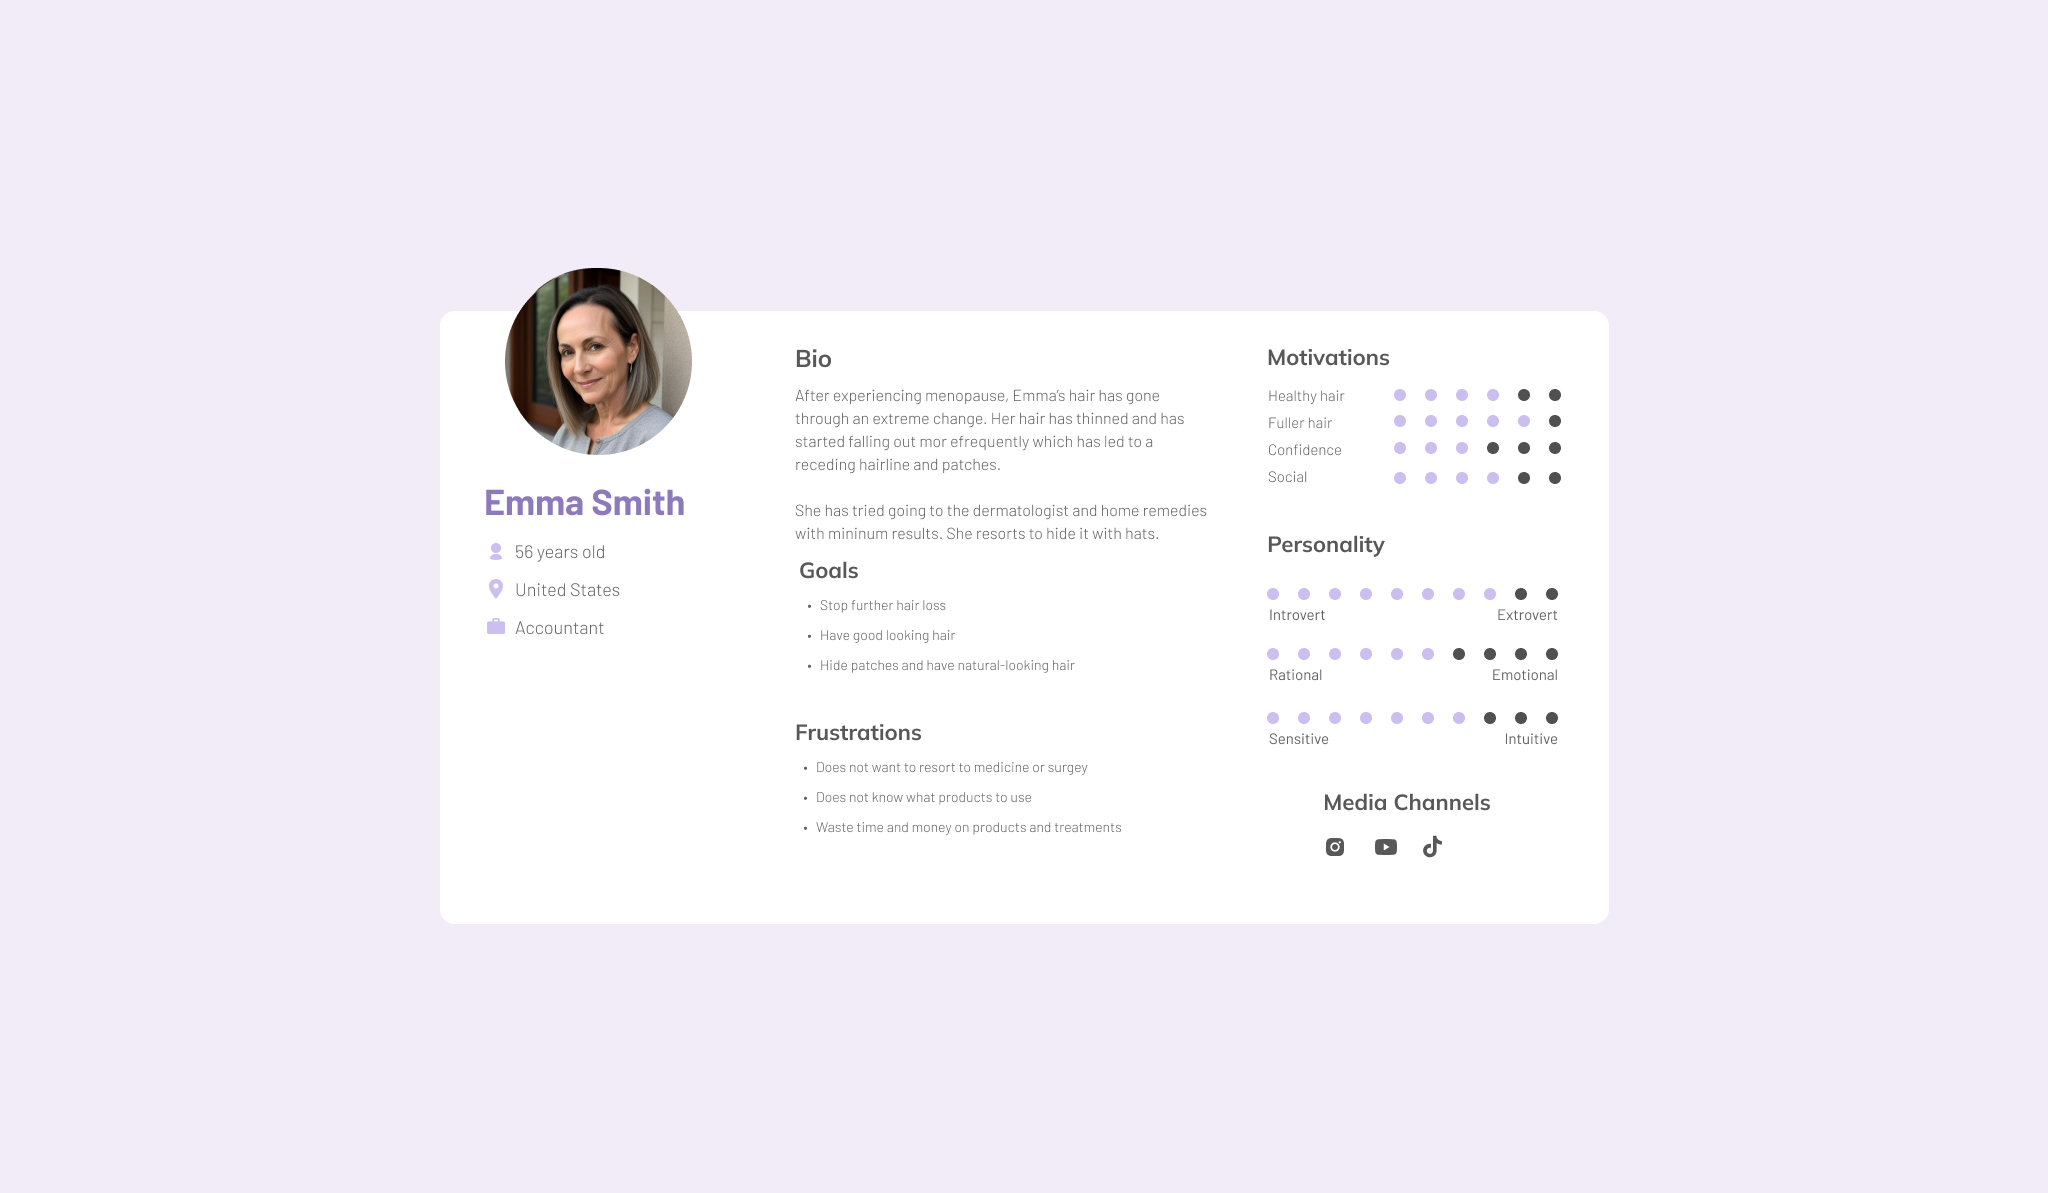 Emma Smith
56 years old
United States
Accountant
Bio
After experiencing menopause, Emma's hair has gone
through an extreme change. Her hair has thinned and has
started falling out mor efrequently which has led to a
receding hairline and patches.
She has tried going to the dermatologist and home remedies
with mininum results. She resorts to hide it with hats.
Goals
• Stop further hair loss
• Have good looking hair
• Hide patches and have natural-looking hair
Frustrations
• Does not want to resort to medicine or surgey
• Does not know what products to use
• Waste time and money on products and treatments
Motivations
Healthy hair
Fuller hair
Confidence
Social
Personality
Introvert Extrovert
Rational Emotional
Sensitive Intuitive
Media Channels